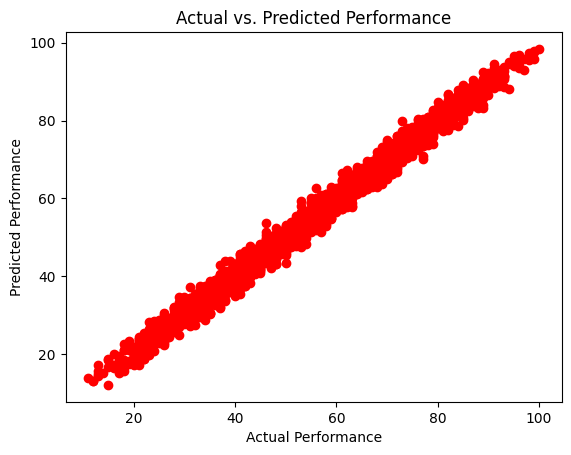 Actual vs. Predicted Performance
100
80
60
40
20
Predicted Performance
20 40 60 80 100
Actual Performance